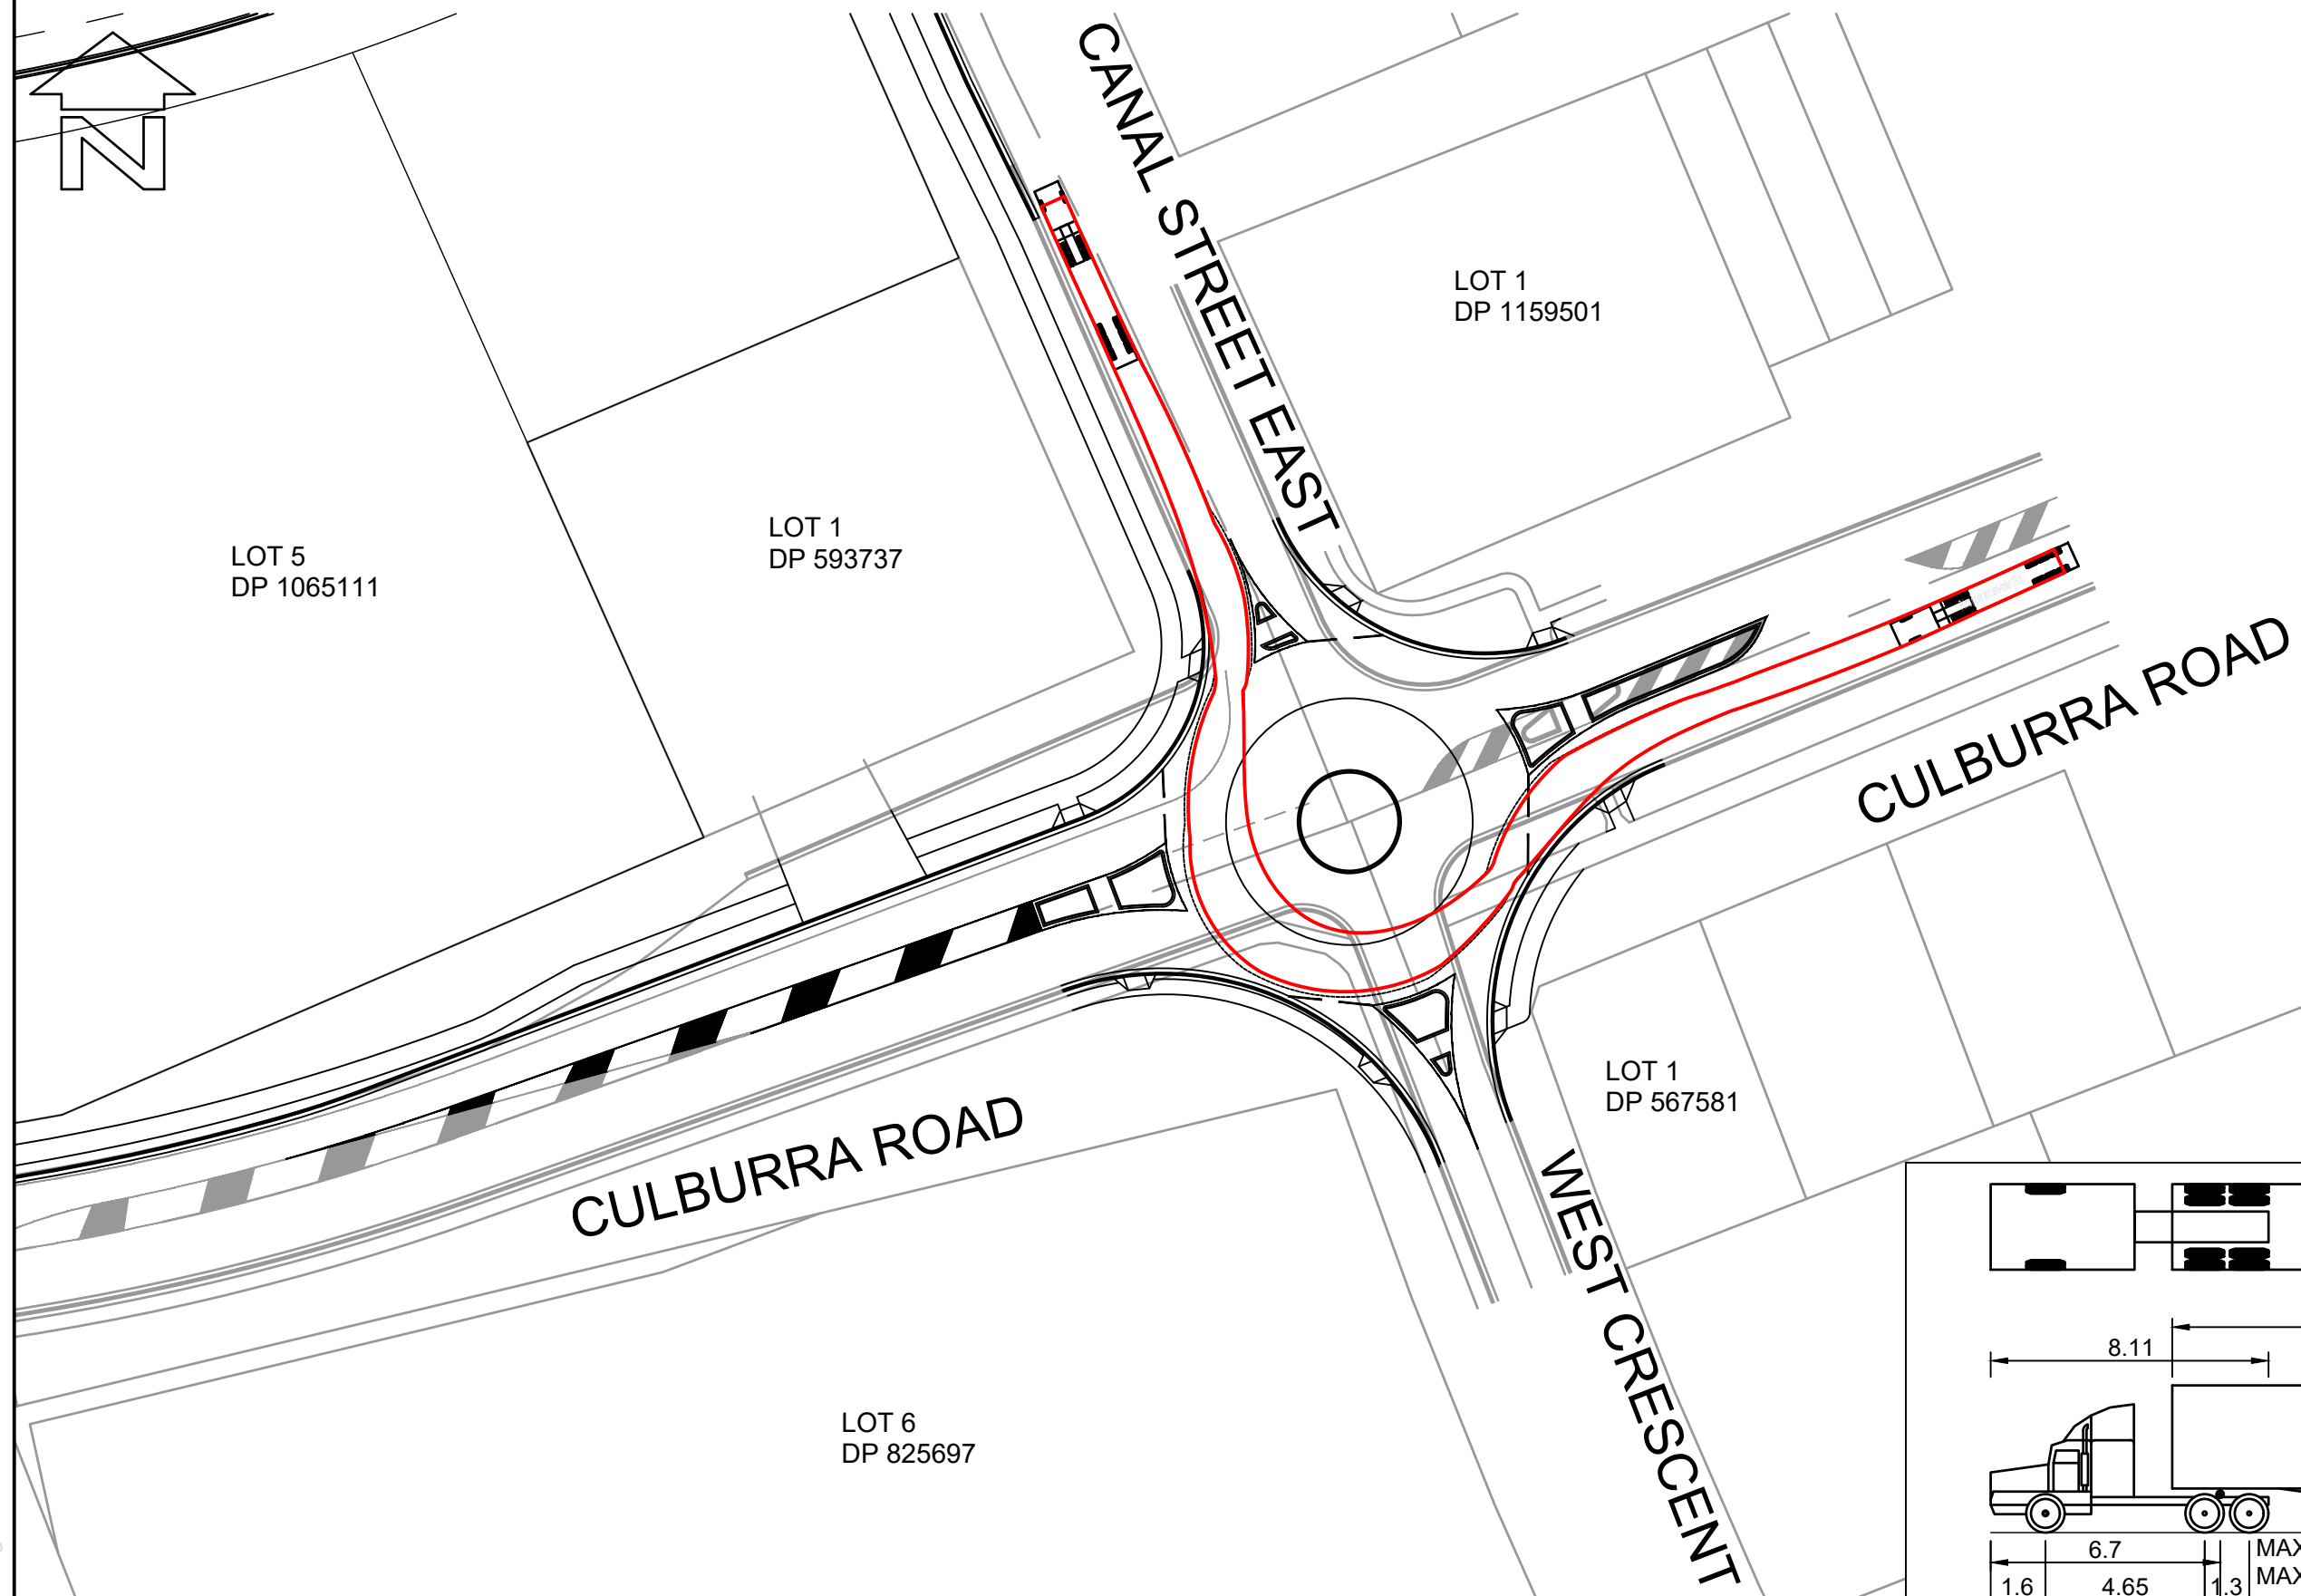 N
CANAL STREET EAST
LOT 1
DP 1159501
LOT 5
DP 1065111
LOT 1
DP 593737
CULBURRA ROAD
LOT 1
DP 567581
CULBURRA ROAD
WEST CRESCENT
LOT 6
DP 825697
8.11
6.7
MAX
1.6
4.65
1.3
MAX